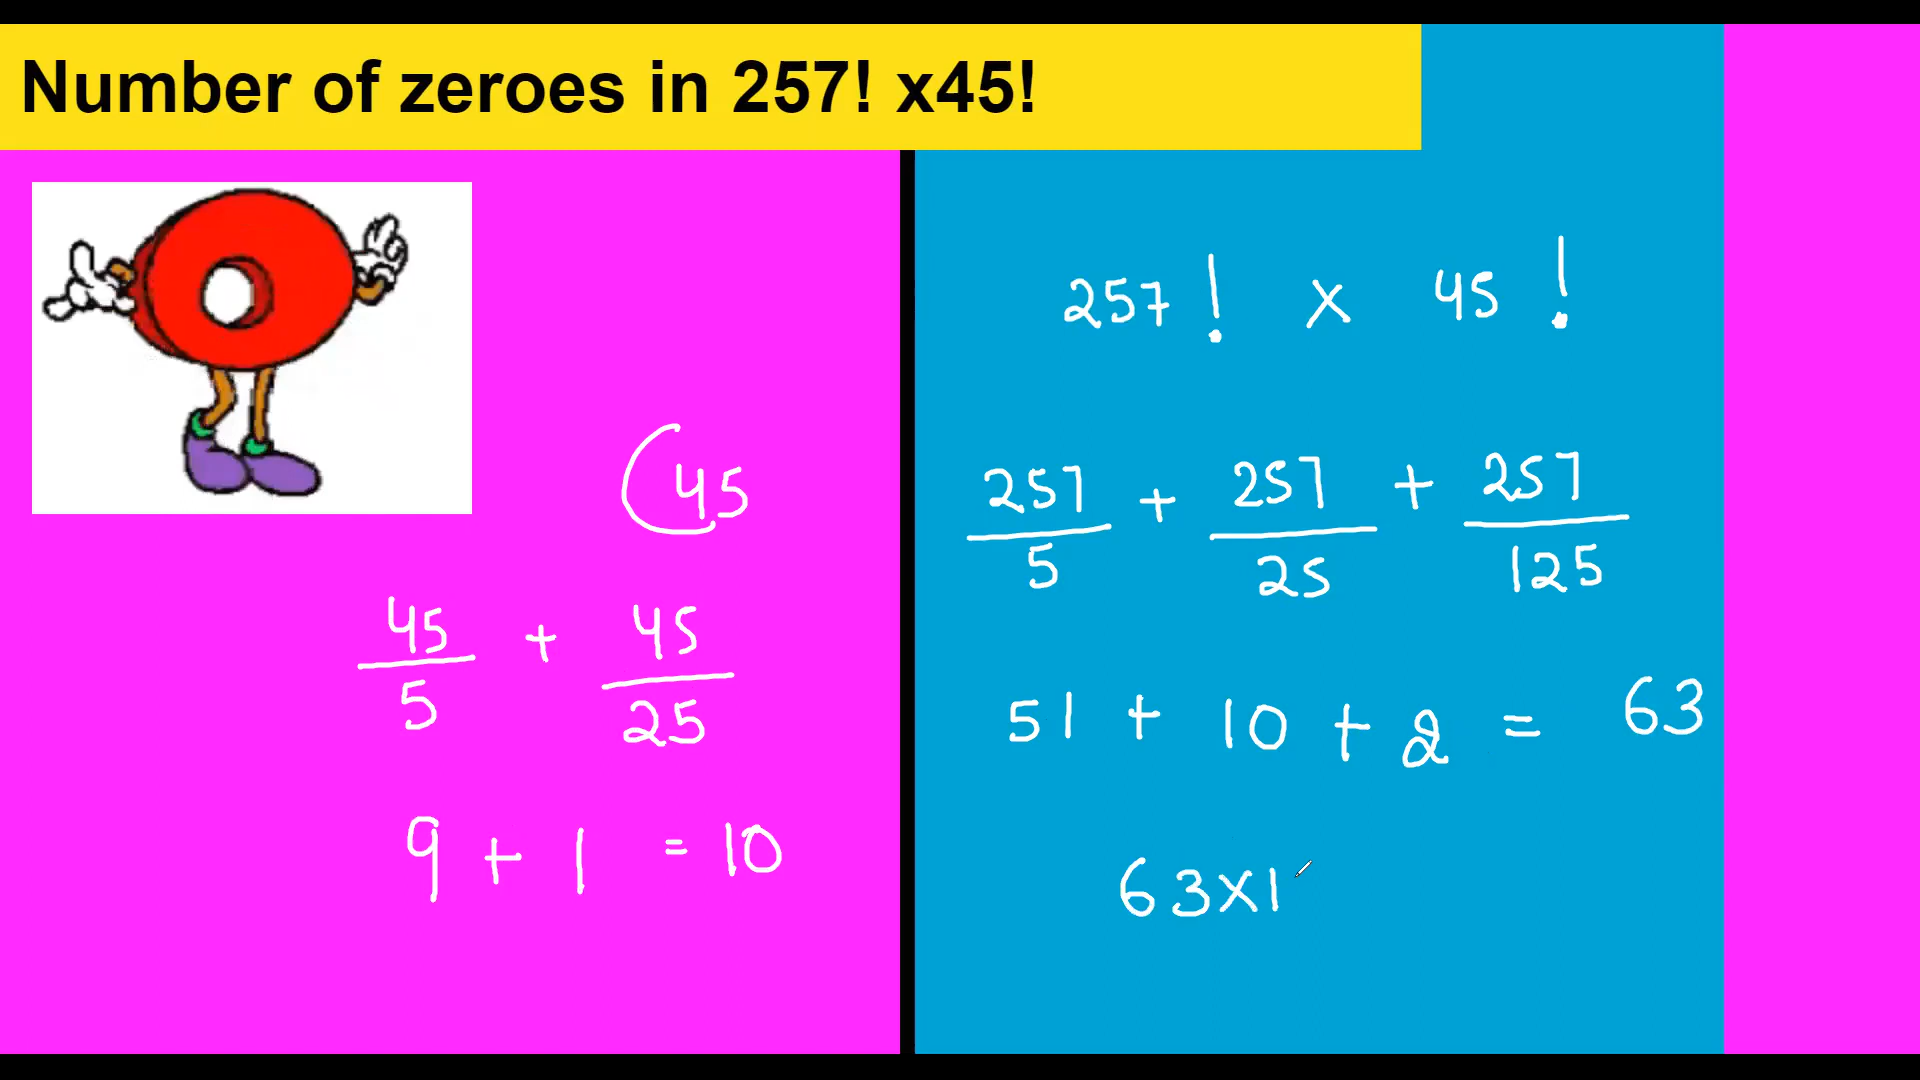 Number of zeroes in 257! x45!
45
45/5 + 45/25
9 + 1 = 10
257! x 45!
257/5 + 257/25 + 257/125
51 + 10 + 2 = 63
63x1